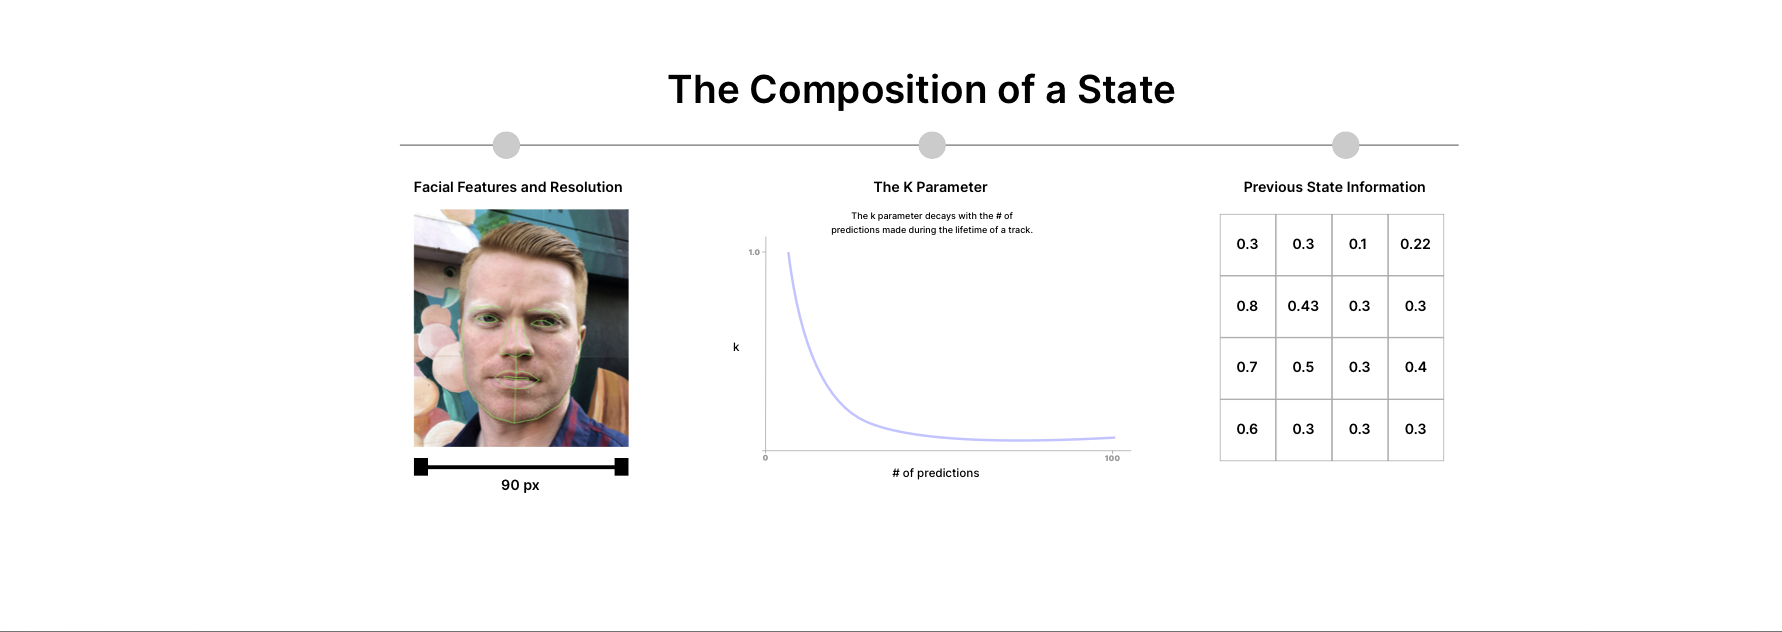 The Composition of a State
Facial Features and Resolution
90 px
The K Parameter
The k parameter decays with the # of
predictions made during the lifetime of a track.
1.0
k
0
100
# of predictions
Previous State Information
0.3 0.3 0.1 0.22
0.8 0.43 0.3 0.3
0.7 0.5 0.3 0.4
0.6 0.3 0.3 0.3